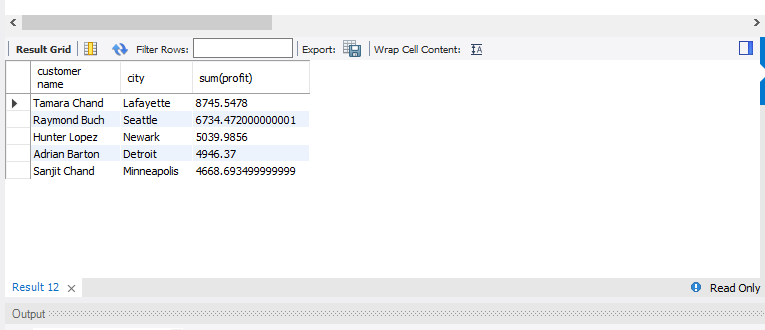 Result Grid Filter Rows: Export: Wrap Cell Content:
customer name city sum(profit)
Tamara Chand Lafayette 8745.5478
Raymond Buch Seattle 6734.472000000001
Hunter Lopez Newark 5039.9856
Adrian Barton Detroit 4946.37
Sanjit Chand Minneapolis 4668.693499999999
Result 12 Read Only
Output